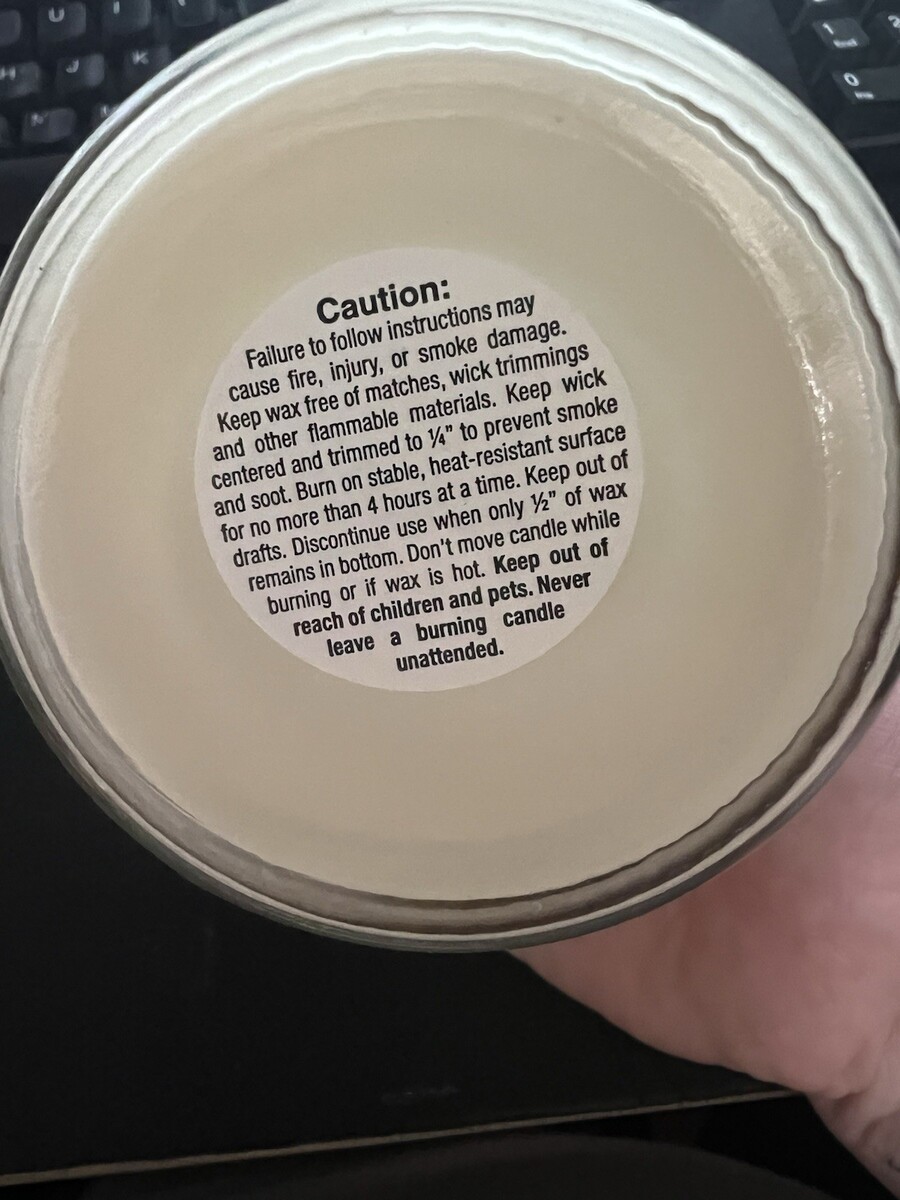 U
I
H
J
K
N
1
0
Caution:
Failure to follow instructions may
cause fire, injury, or smoke damage.
Keep wax free of matches, wick trimmings
and other flammable materials. Keep wick
centered and trimmed to ¼” to prevent smoke
and soot. Burn on stable, heat-resistant surface
for no more than 4 hours at a time. Keep out of
drafts. Discontinue use when only ½” of wax
remains in bottom. Don't move candle while
burning or if wax is hot. Keep out of
reach of children and pets. Never
leave a burning candle
unattended.